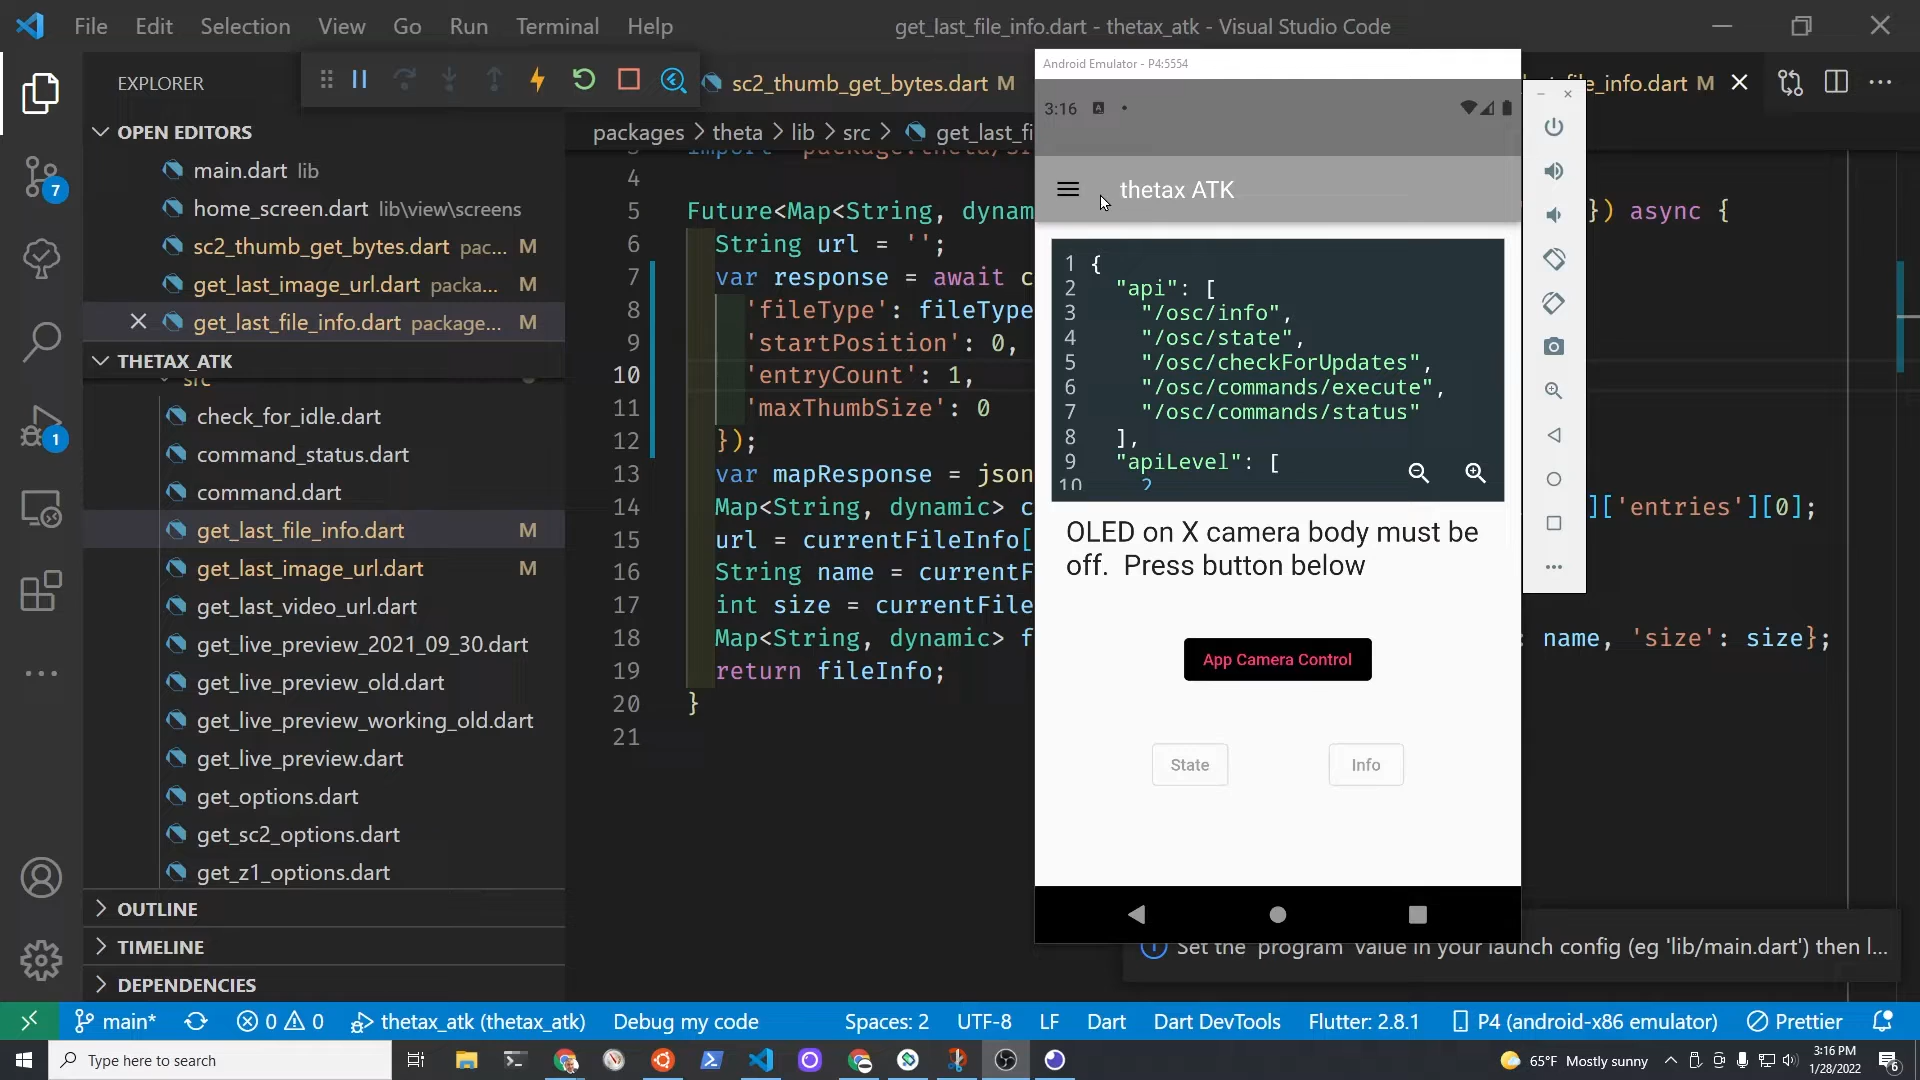 File Edit Selection View Go Run Terminal Help
get_last_file_info.dart - thetax_atk - Visual Studio Code
EXPLORER
sc2_thumb_get_bytes.dart M
e_info.dart M
OPEN EDITORS
main.dart lib
home_screen.dart lib\view\screens
sc2_thumb_get_bytes.dart pac... M
get_last_image_url.dart packa... M
get_last_file_info.dart package... M
THETAX_ATK
src
check_for_idle.dart
command_status.dart
command.dart
get_last_file_info.dart M
get_last_image_url.dart M
get_last_video_url.dart
get_live_preview_2021_09_30.dart
get_live_preview_old.dart
get_live_preview_working_old.dart
get_live_preview.dart
get_options.dart
get_sc2_options.dart
get_z1_options.dart
OUTLINE
TIMELINE
DEPENDENCIES
7
1
packages > theta > lib > src > get_last_fi
4
5 Future<Map<String, dynam }) async {
6 String url = '';
7 var response = await c
8 'fileType': fileType
9 'startPosition': 0,
10 'entryCount': 1,
11 'maxThumbSize': 0
12 });
13 var mapResponse = json
14 Map<String, dynamic> c ]['entries'][0];
15 url = currentFileInfo[
16 String name = currentF
17 int size = currentFile
18 Map<String, dynamic> f : name, 'size': size};
19 return fileInfo;
20 }
21
Android Emulator - P4:5554
3:16
thetax ATK
1 {
2 "api": [
3 "/osc/info",
4 "/osc/state",
5 "/osc/checkForUpdates",
6 "/osc/commands/execute",
7 "/osc/commands/status"
8 ],
9 "apiLevel": [
10 2
OLED on X camera body must be
off. Press button below
App Camera Control
State Info
Set the 'program' value in your launch config (eg 'lib/main.dart') then l...
main* 0 0 thetax_atk (thetax_atk) Debug my code Spaces: 2 UTF-8 LF Dart Dart DevTools Flutter: 2.8.1 P4 (android-x86 emulator) Prettier
Type here to search
65°F Mostly sunny
3:16 PM
1/28/2022
6